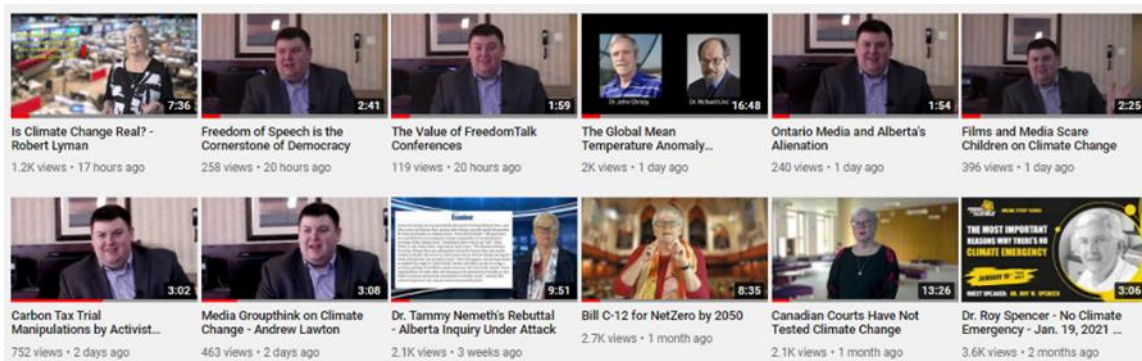 7:36
2:41
1:59
Dr. John Christy
16:48
1:54
2:25
Is Climate Change Real? -
Robert Lyman
1.2K views • 17 hours ago
Freedom of Speech is the
Cornerstone of Democracy
258 views • 20 hours ago
The Value of FreedomTalk
Conferences
119 views • 20 hours ago
The Global Mean
Temperature Anomaly...
2K views • 1 day ago
Ontario Media and Alberta's
Alienation
240 views • 1 day ago
Films and Media Scare
Children on Climate Change
396 views • 1 day ago
3:02
3:08
Examiner
9:51
8:35
13:26
THE MOST IMPORTANT
REASONS WHY THERE'S NO
CLIMATE EMERGENCY
JANUARY 19
GUEST SPEAKER: DR. ROY W. SPENCER
3:06
Carbon Tax Trial
Manipulations by Activist...
752 views • 2 days ago
Media Groupthink on Climate
Change - Andrew Lawton
463 views • 2 days ago
Dr. Tammy Nemeth's Rebuttal
- Alberta Inquiry Under Attack
2.1K views • 3 weeks ago
Bill C-12 for NetZero by 2050
2.7K views • 1 month ago
Canadian Courts Have Not
Tested Climate Change
2.1K views • 1 month ago
Dr. Roy Spencer - No Climate
Emergency - Jan. 19, 2021 ...
3.6K views • 2 months ago